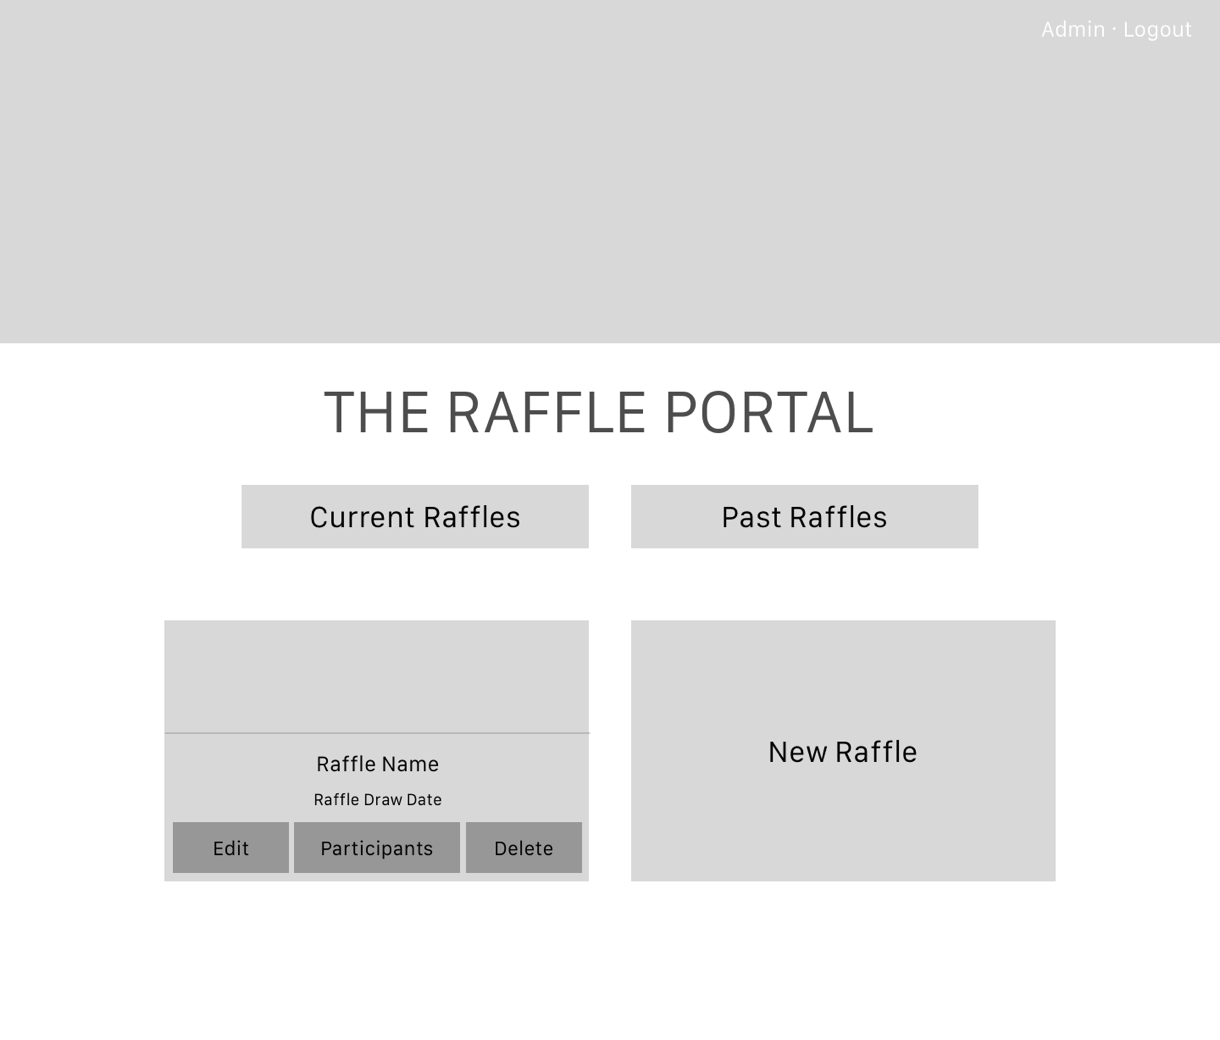 Admin · Logout
THE RAFFLE PORTAL
Current Raffles
Past Raffles
Raffle Name
Raffle Draw Date
Edit
Participants
Delete
New Raffle